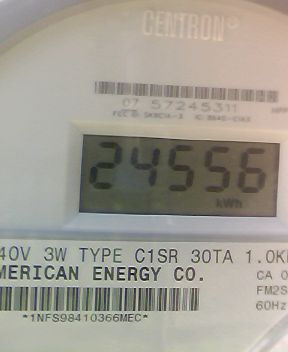 CENTRON®
07 57245311
24556
kWh
40V 3W TYPE C1SR 30TA 1.0K
MERICAN ENERGY CO.
CA 0
FM2S
60Hz
*1NFS98410366MEC*